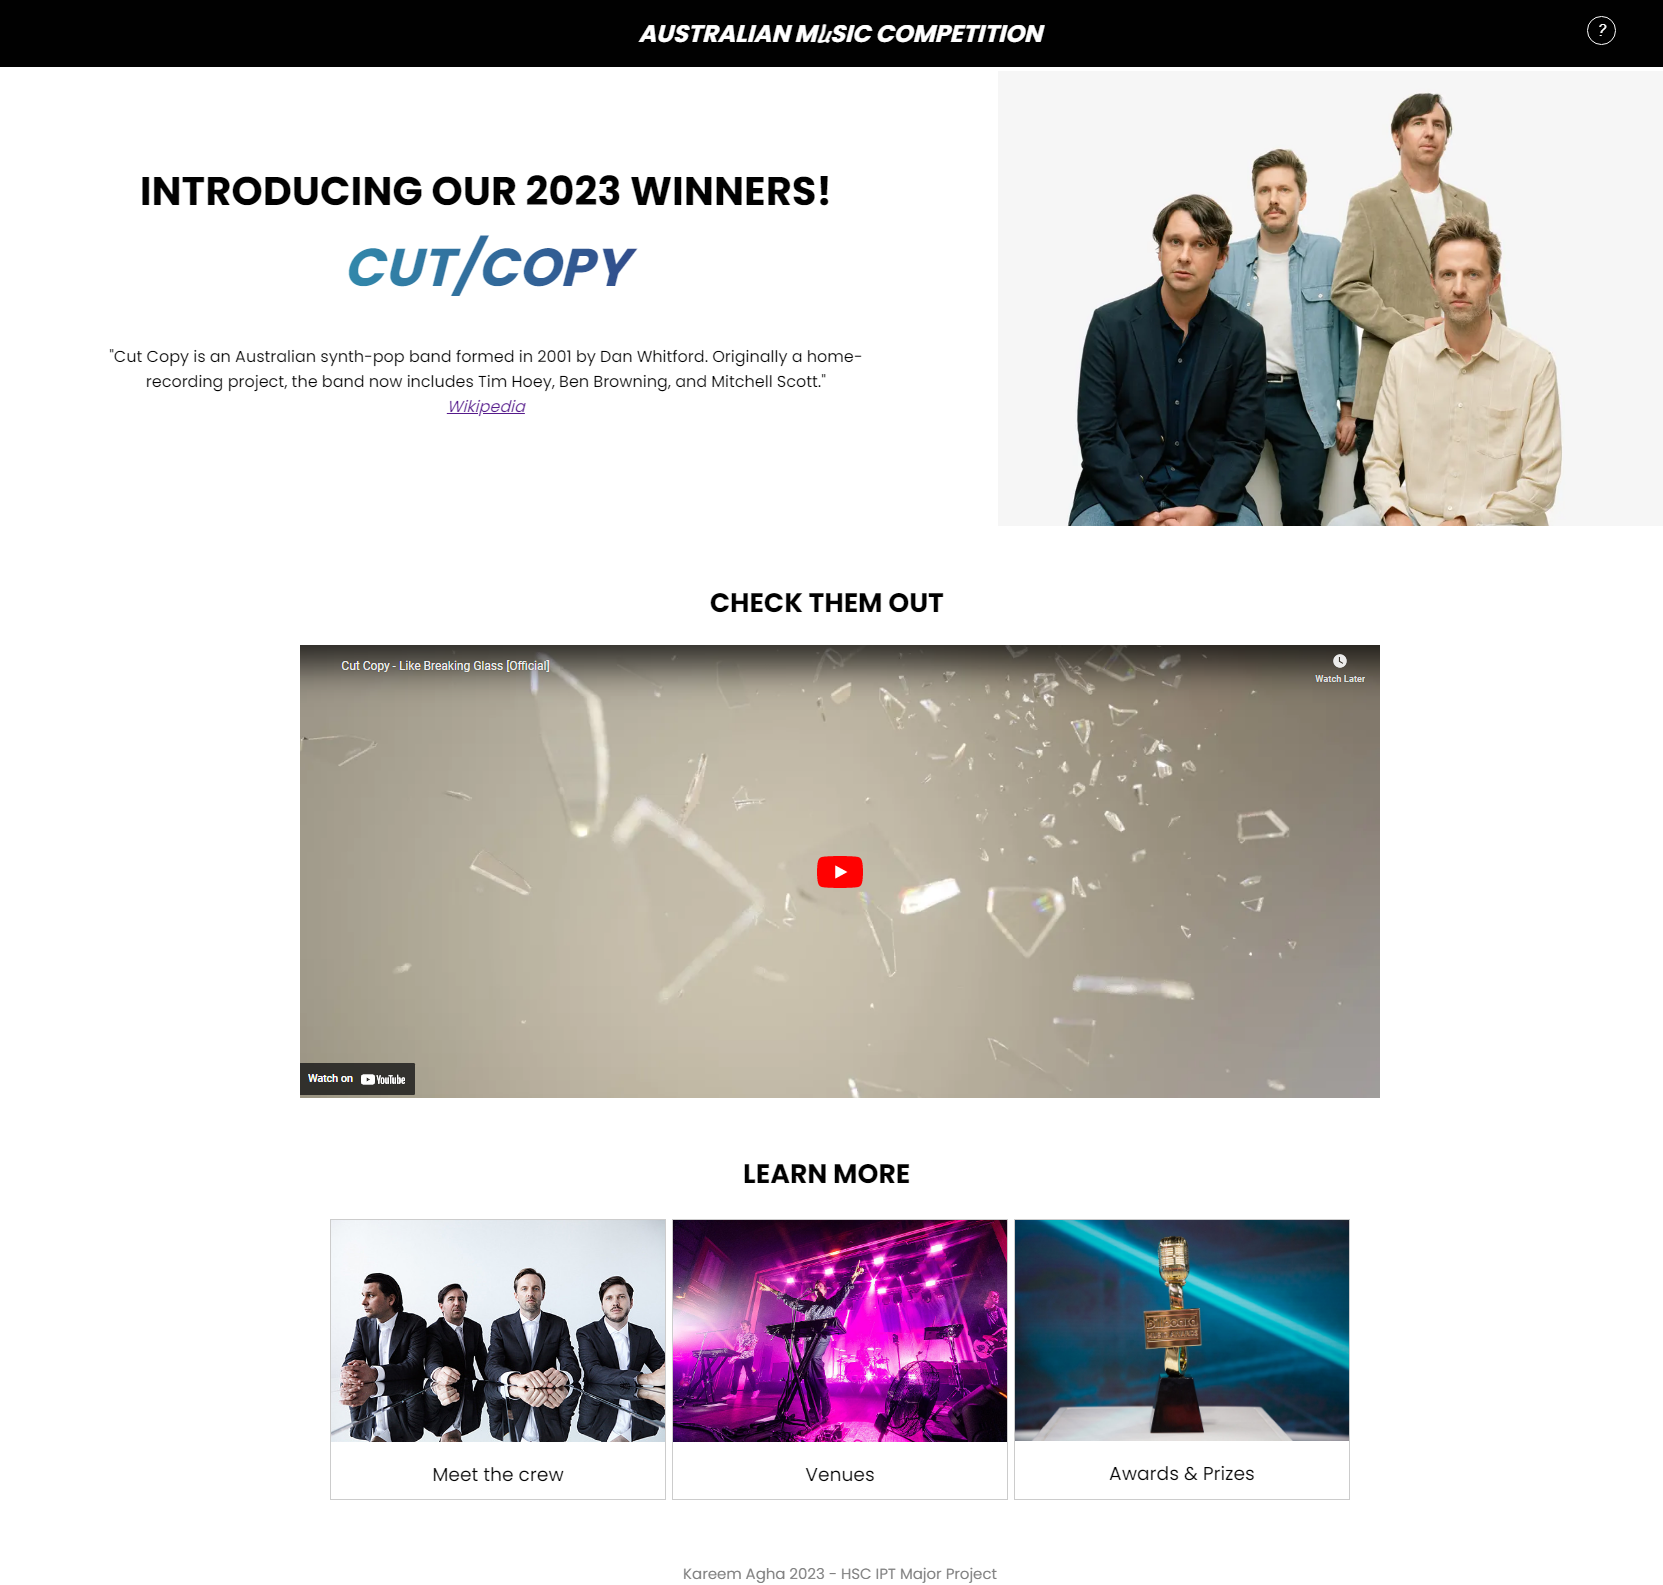 AUSTRALIAN MUSIC COMPETITION
?
INTRODUCING OUR 2023 WINNERS!
CUT/COPY
"Cut Copy is an Australian synth-pop band formed in 2001 by Dan Whitford. Originally a home-
recording project, the band now includes Tim Hoey, Ben Browning, and Mitchell Scott."
Wikipedia
CHECK THEM OUT
Cut Copy - Like Breaking Glass [Official]
Watch Later
Watch on YouTube
LEARN MORE
MUSIC AWARDS
Meet the crew
Venues
Awards & Prizes
Kareem Agha 2023 - HSC IPT Major Project